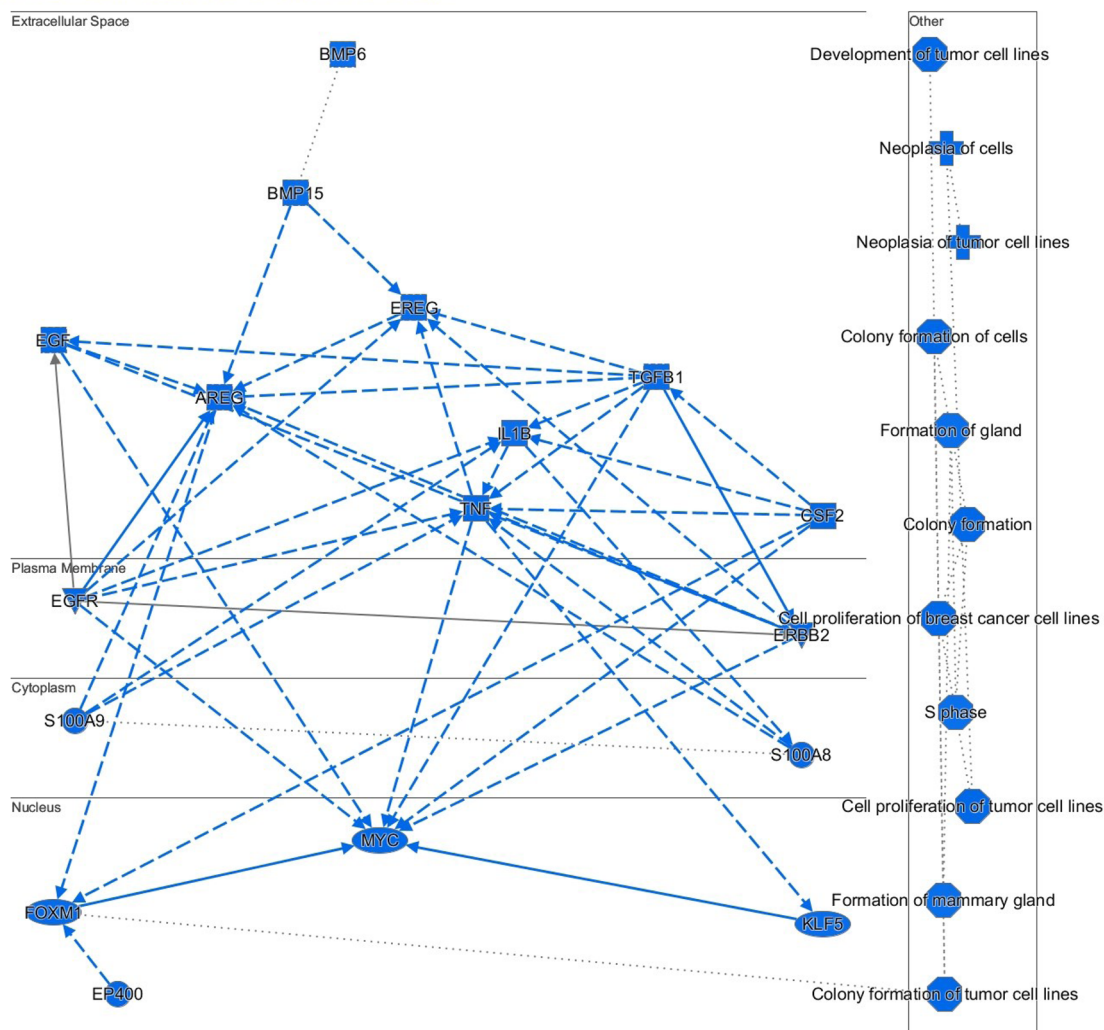 Extracellular Space
Other
BMP6
Development of tumor cell lines
Neoplasia of cells
BMP15
Neoplasia of tumor cell lines
EREG
EGF
Colony formation of cells
TGFB1
AREG
IL1B
Formation of gland
TNF
CSF2
Colony formation
Plasma Membrane
EGFR
Cell proliferation of breast cancer cell lines
ERBB2
Cytoplasm
S100A9
S phase
S100A8
Nucleus
Cell proliferation of tumor cell lines
MYC
Formation of mammary gland
FOXM1
KLF5
EP400
Colony formation of tumor cell lines